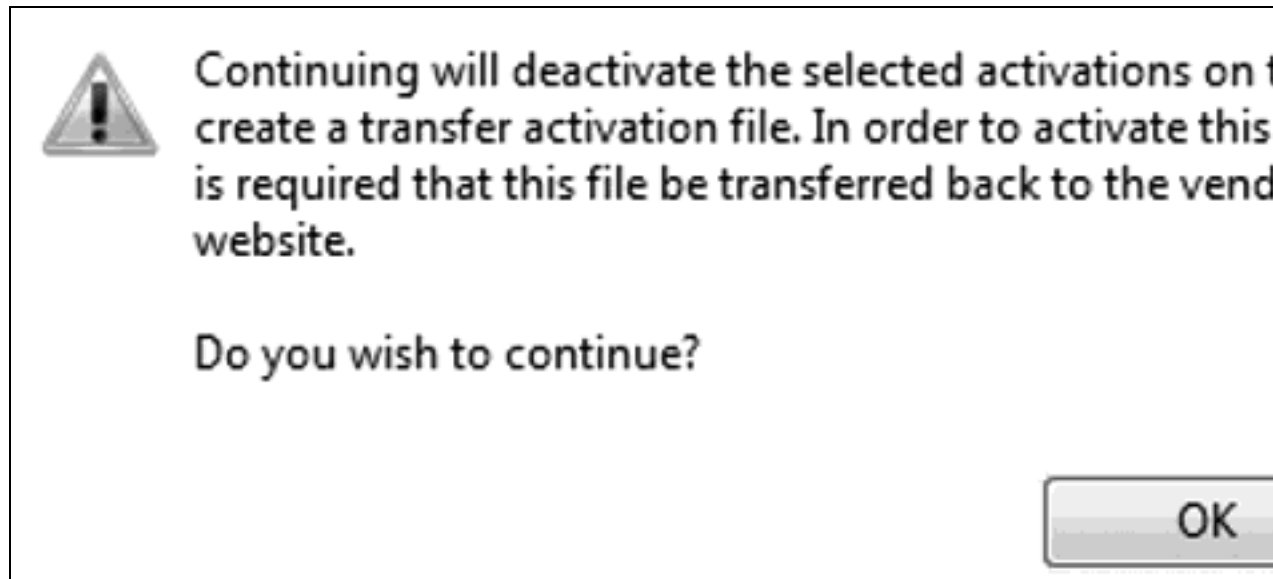 Continuing will deactivate the selected activations on
create a transfer activation file. In order to activate this
is required that this file be transferred back to the
website.
Do you wish to continue?
OK